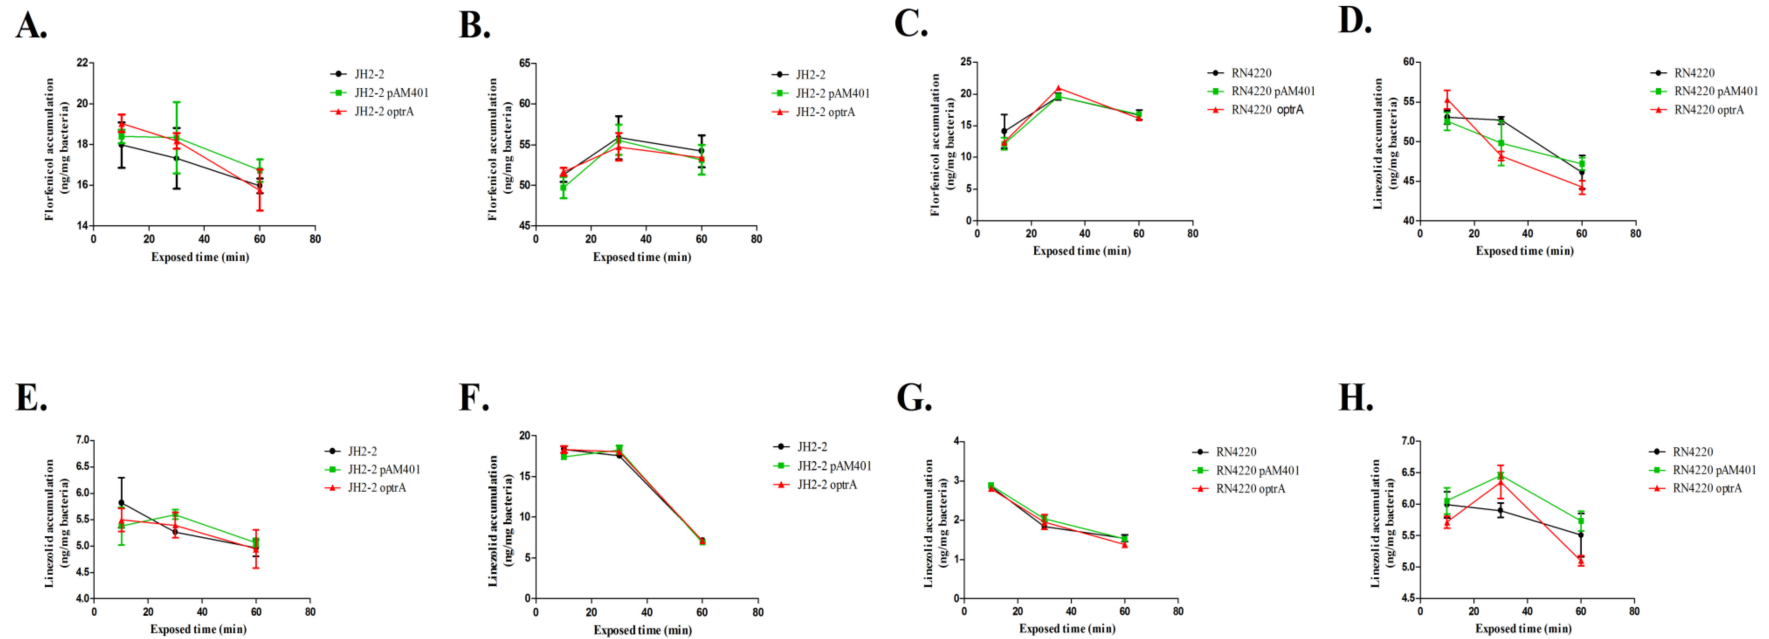 A.
Florfenicol accumulation
(ng/mg bacteria)
22
20
18
16
14
0
20
40
60
80
Exposed time (min)
JH2-2
JH2-2 pAM401
JH2-2 optrA
B.
Florfenicol accumulation
(ng/mg bacteria)
65
60
55
50
45
0
20
40
60
80
Exposed time (min)
JH2-2
JH2-2 pAM401
JH2-2 optrA
C.
Florfenicol accumulation
(ng/mg bacteria)
25
20
15
10
5
0
0
20
40
60
80
Exposed time (min)
RN4220
RN4220 pAM401
RN4220 optrA
D.
Linezolid accumulation
(ng/mg bacteria)
60
55
50
45
40
0
20
40
60
80
Exposed time (min)
RN4220
RN4220 pAM401
RN4220 optrA
E.
Linezolid accumulation
(ng/mg bacteria)
7.0
6.5
6.0
5.5
5.0
4.5
4.0
0
20
40
60
80
Exposed time (min)
JH2-2
JH2-2 pAM401
JH2-2 optrA
F.
Linezolid accumulation
(ng/mg bacteria)
20
15
10
5
0
0
20
40
60
80
Exposed time (min)
JH2-2
JH2-2 pAM401
JH2-2 optrA
G.
Linezolid accumulation
(ng/mg bacteria)
4
3
2
1
0
0
20
40
60
80
Exposed time (min)
RN4220
RN4220 pAM401
RN4220 optrA
H.
Linezolid accumulation
(ng/mg bacteria)
7.0
6.5
6.0
5.5
5.0
4.5
0
20
40
60
80
Exposed time (min)
RN4220
RN4220 pAM401
RN4220 optrA